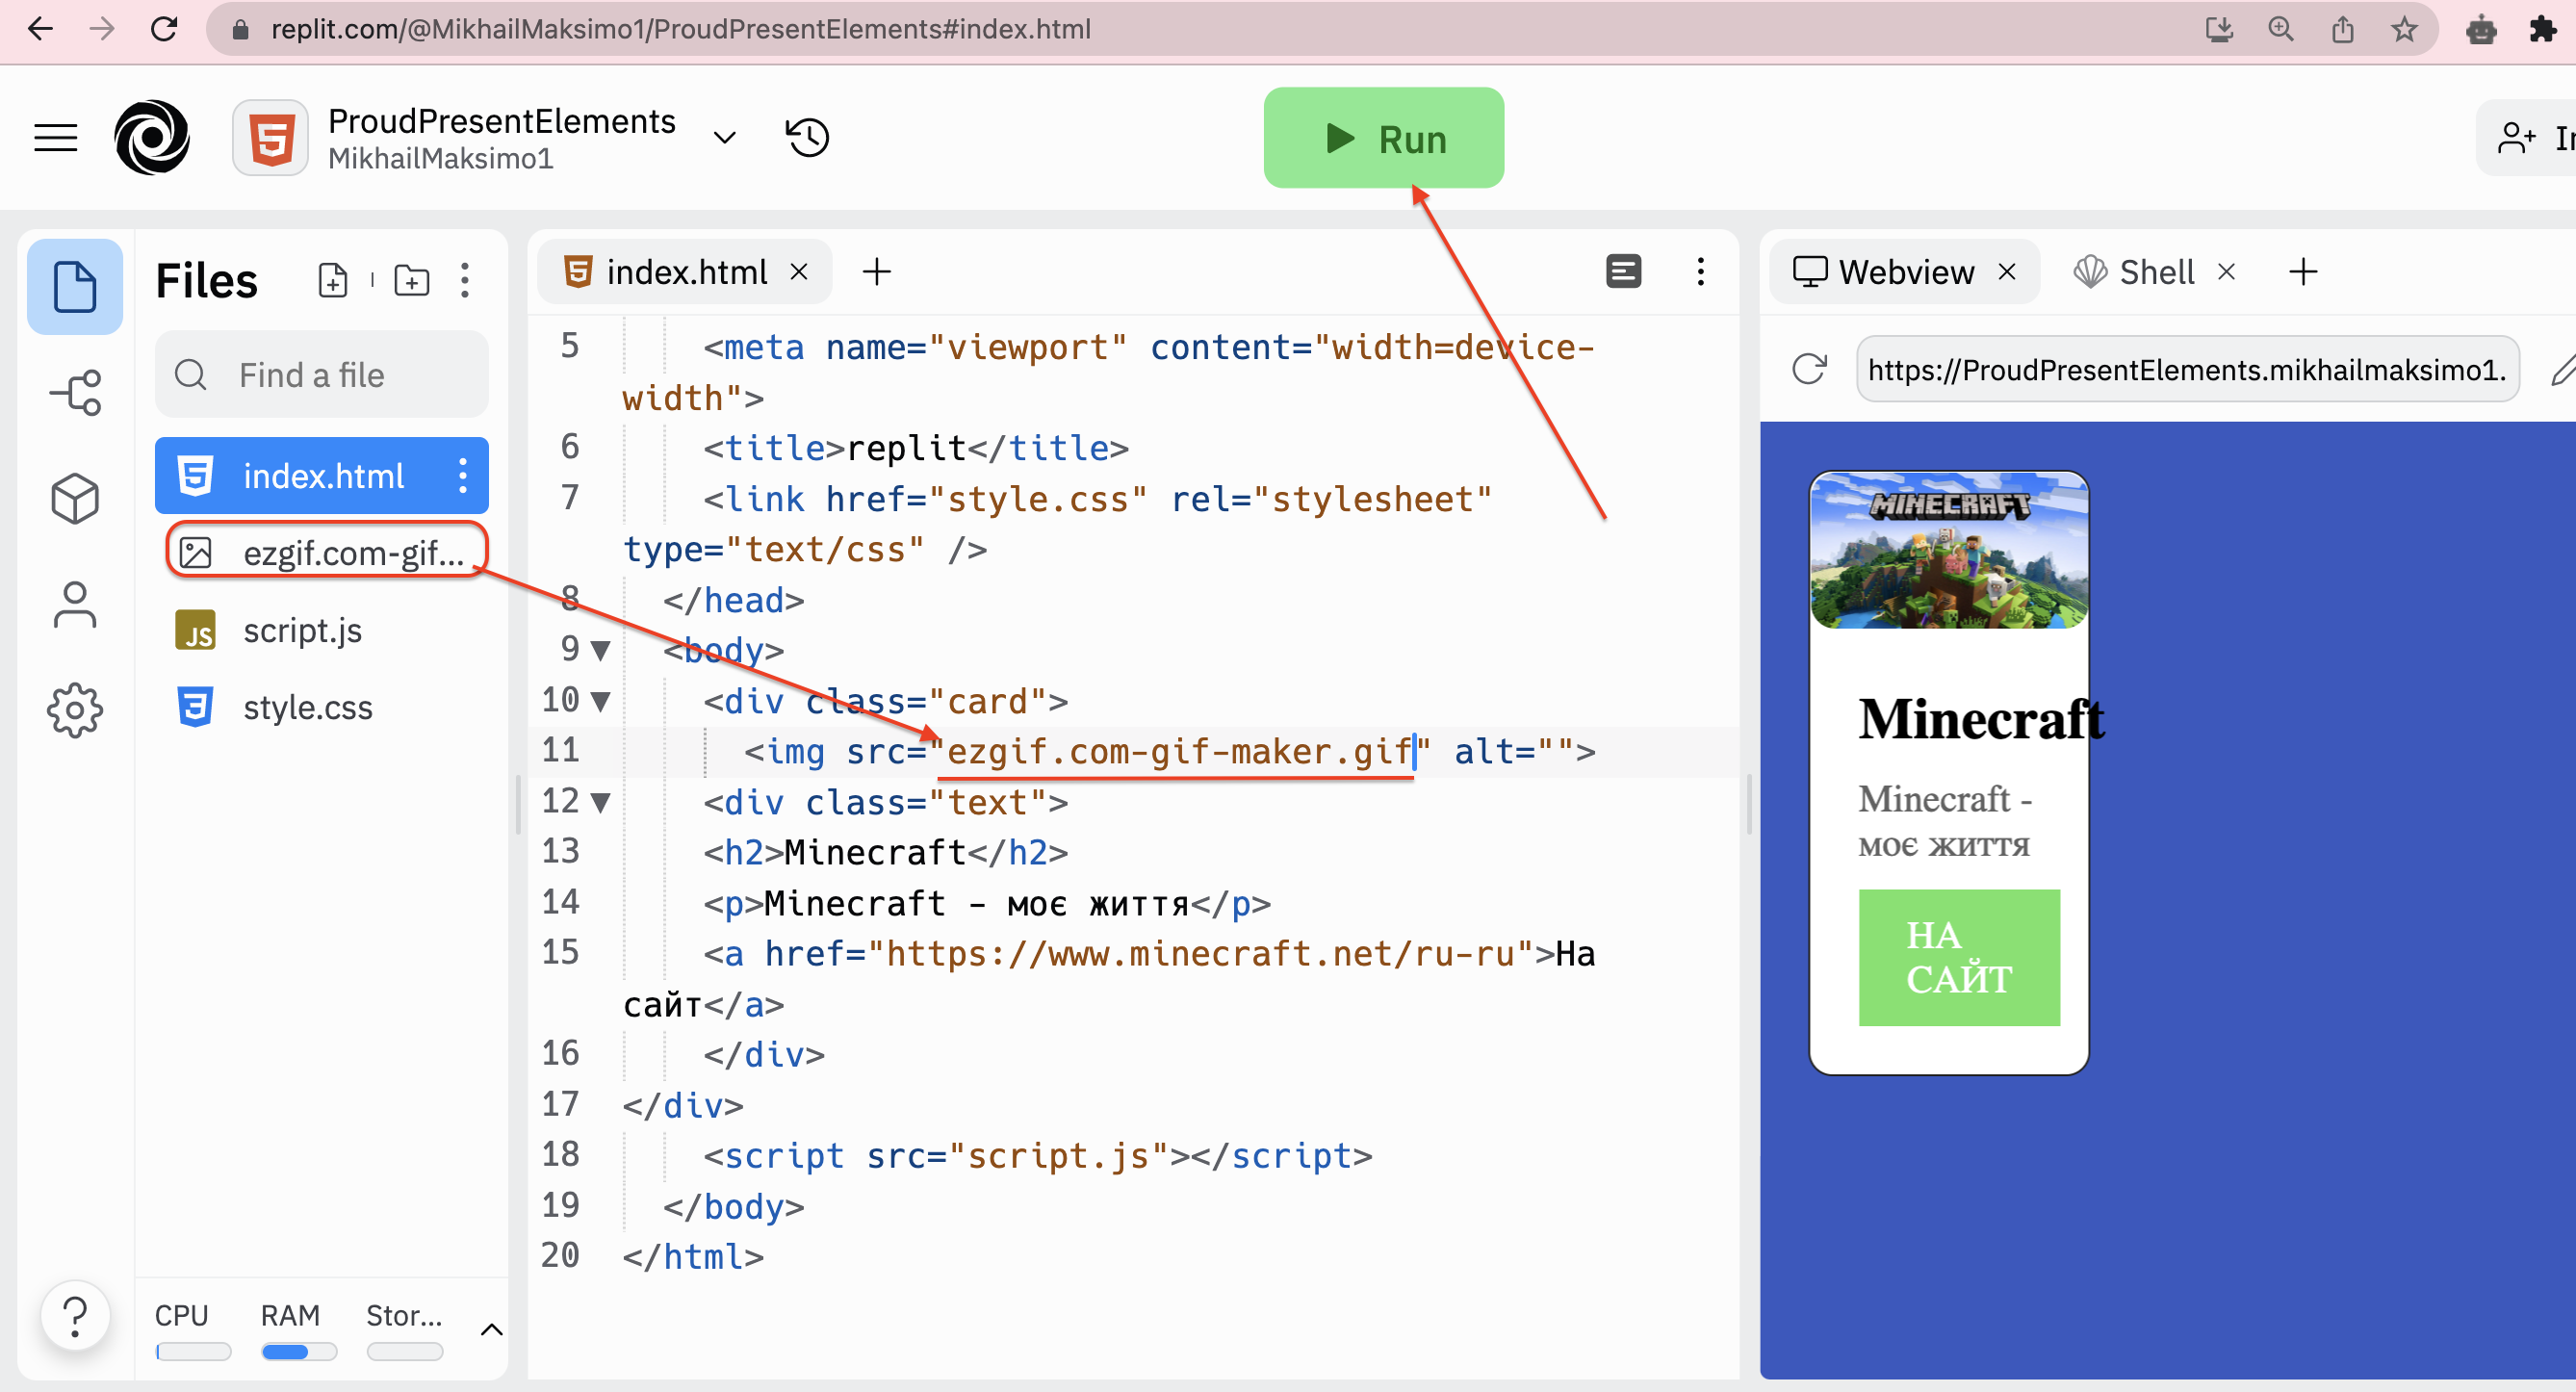 replit.com/@MikhailMaksimo1/ProudPresentElements#index.html
ProudPresentElements
MikhailMaksimo1
Run
Files
Find a file
index.html
ezgif.com-gif...
script.js
style.css
CPU RAM Stor...
index.html
5 <meta name="viewport" content="width=device-
width">
6 <title>replit</title>
7 <link href="style.css" rel="stylesheet"
type="text/css" />
8 </head>
9 <body>
10 <div class="card">
11 <img src="ezgif.com-gif-maker.gif" alt="">
12 <div class="text">
13 <h2>Minecraft</h2>
14 <p>Minecraft - моє життя</p>
15 <a href="https://www.minecraft.net/ru-ru">На
сайт</a>
16 </div>
17 </div>
18 <script src="script.js"></script>
19 </body>
20 </html>
Webview Shell
https://ProudPresentElements.mikhailmaksimo1.
MINECRAFT
Minecraft
Minecraft -
моє життя
НА
САЙТ